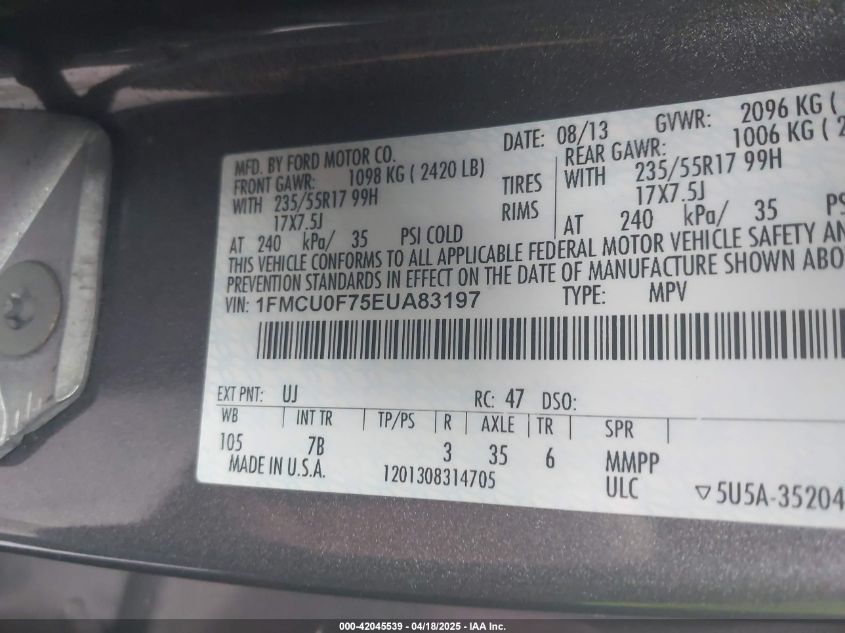 MFD. BY FORD MOTOR CO. DATE: 08/13 GVWR: 2096 KG (
FRONT GAWR: 1098 KG ( 2420 LB) REAR GAWR: 1006 KG ( 2
WITH 235/55R17 99H TIRES WITH 235/55R17 99H
17X7.5J RIMS 17X7.5J
AT 240 kPa/ 35 PSI COLD AT 240 kPa/ 35 PS
THIS VEHICLE CONFORMS TO ALL APPLICABLE FEDERAL MOTOR VEHICLE SAFETY AN
PREVENTION STANDARDS IN EFFECT ON THE DATE OF MANUFACTURE SHOWN ABO
VIN: 1FMCU0F75EUA83197 TYPE: MPV
EXT PNT: UJ RC: 47 DSO:
WB INT TR TP/PS R AXLE TR SPR
105 7B 3 35 6 MMPP
MADE IN U.S.A. 1201308314705 ULC ▽5U5A-35204
000-42045539 - 04/18/2025 - IAA Inc.